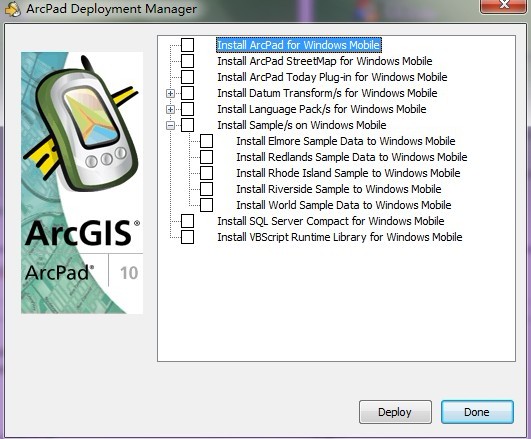 ArcPad Deployment Manager
Install ArcPad for Windows Mobile
Install ArcPad StreetMap for Windows Mobile
Install ArcPad Today Plug-in for Windows Mobile
Install Datum Transform/s for Windows Mobile
Install Language Pack/s for Windows Mobile
Install Sample/s on Windows Mobile
Install Elmore Sample Data to Windows Mobile
Install Redlands Sample Data to Windows Mobile
Install Rhode Island Sample to Windows Mobile
Install Riverside Sample to Windows Mobile
Install World Sample Data to Windows Mobile
Install SQL Server Compact for Windows Mobile
Install VBScript Runtime Library for Windows Mobile
ArcGIS®
ArcPad® 10
Deploy
Done